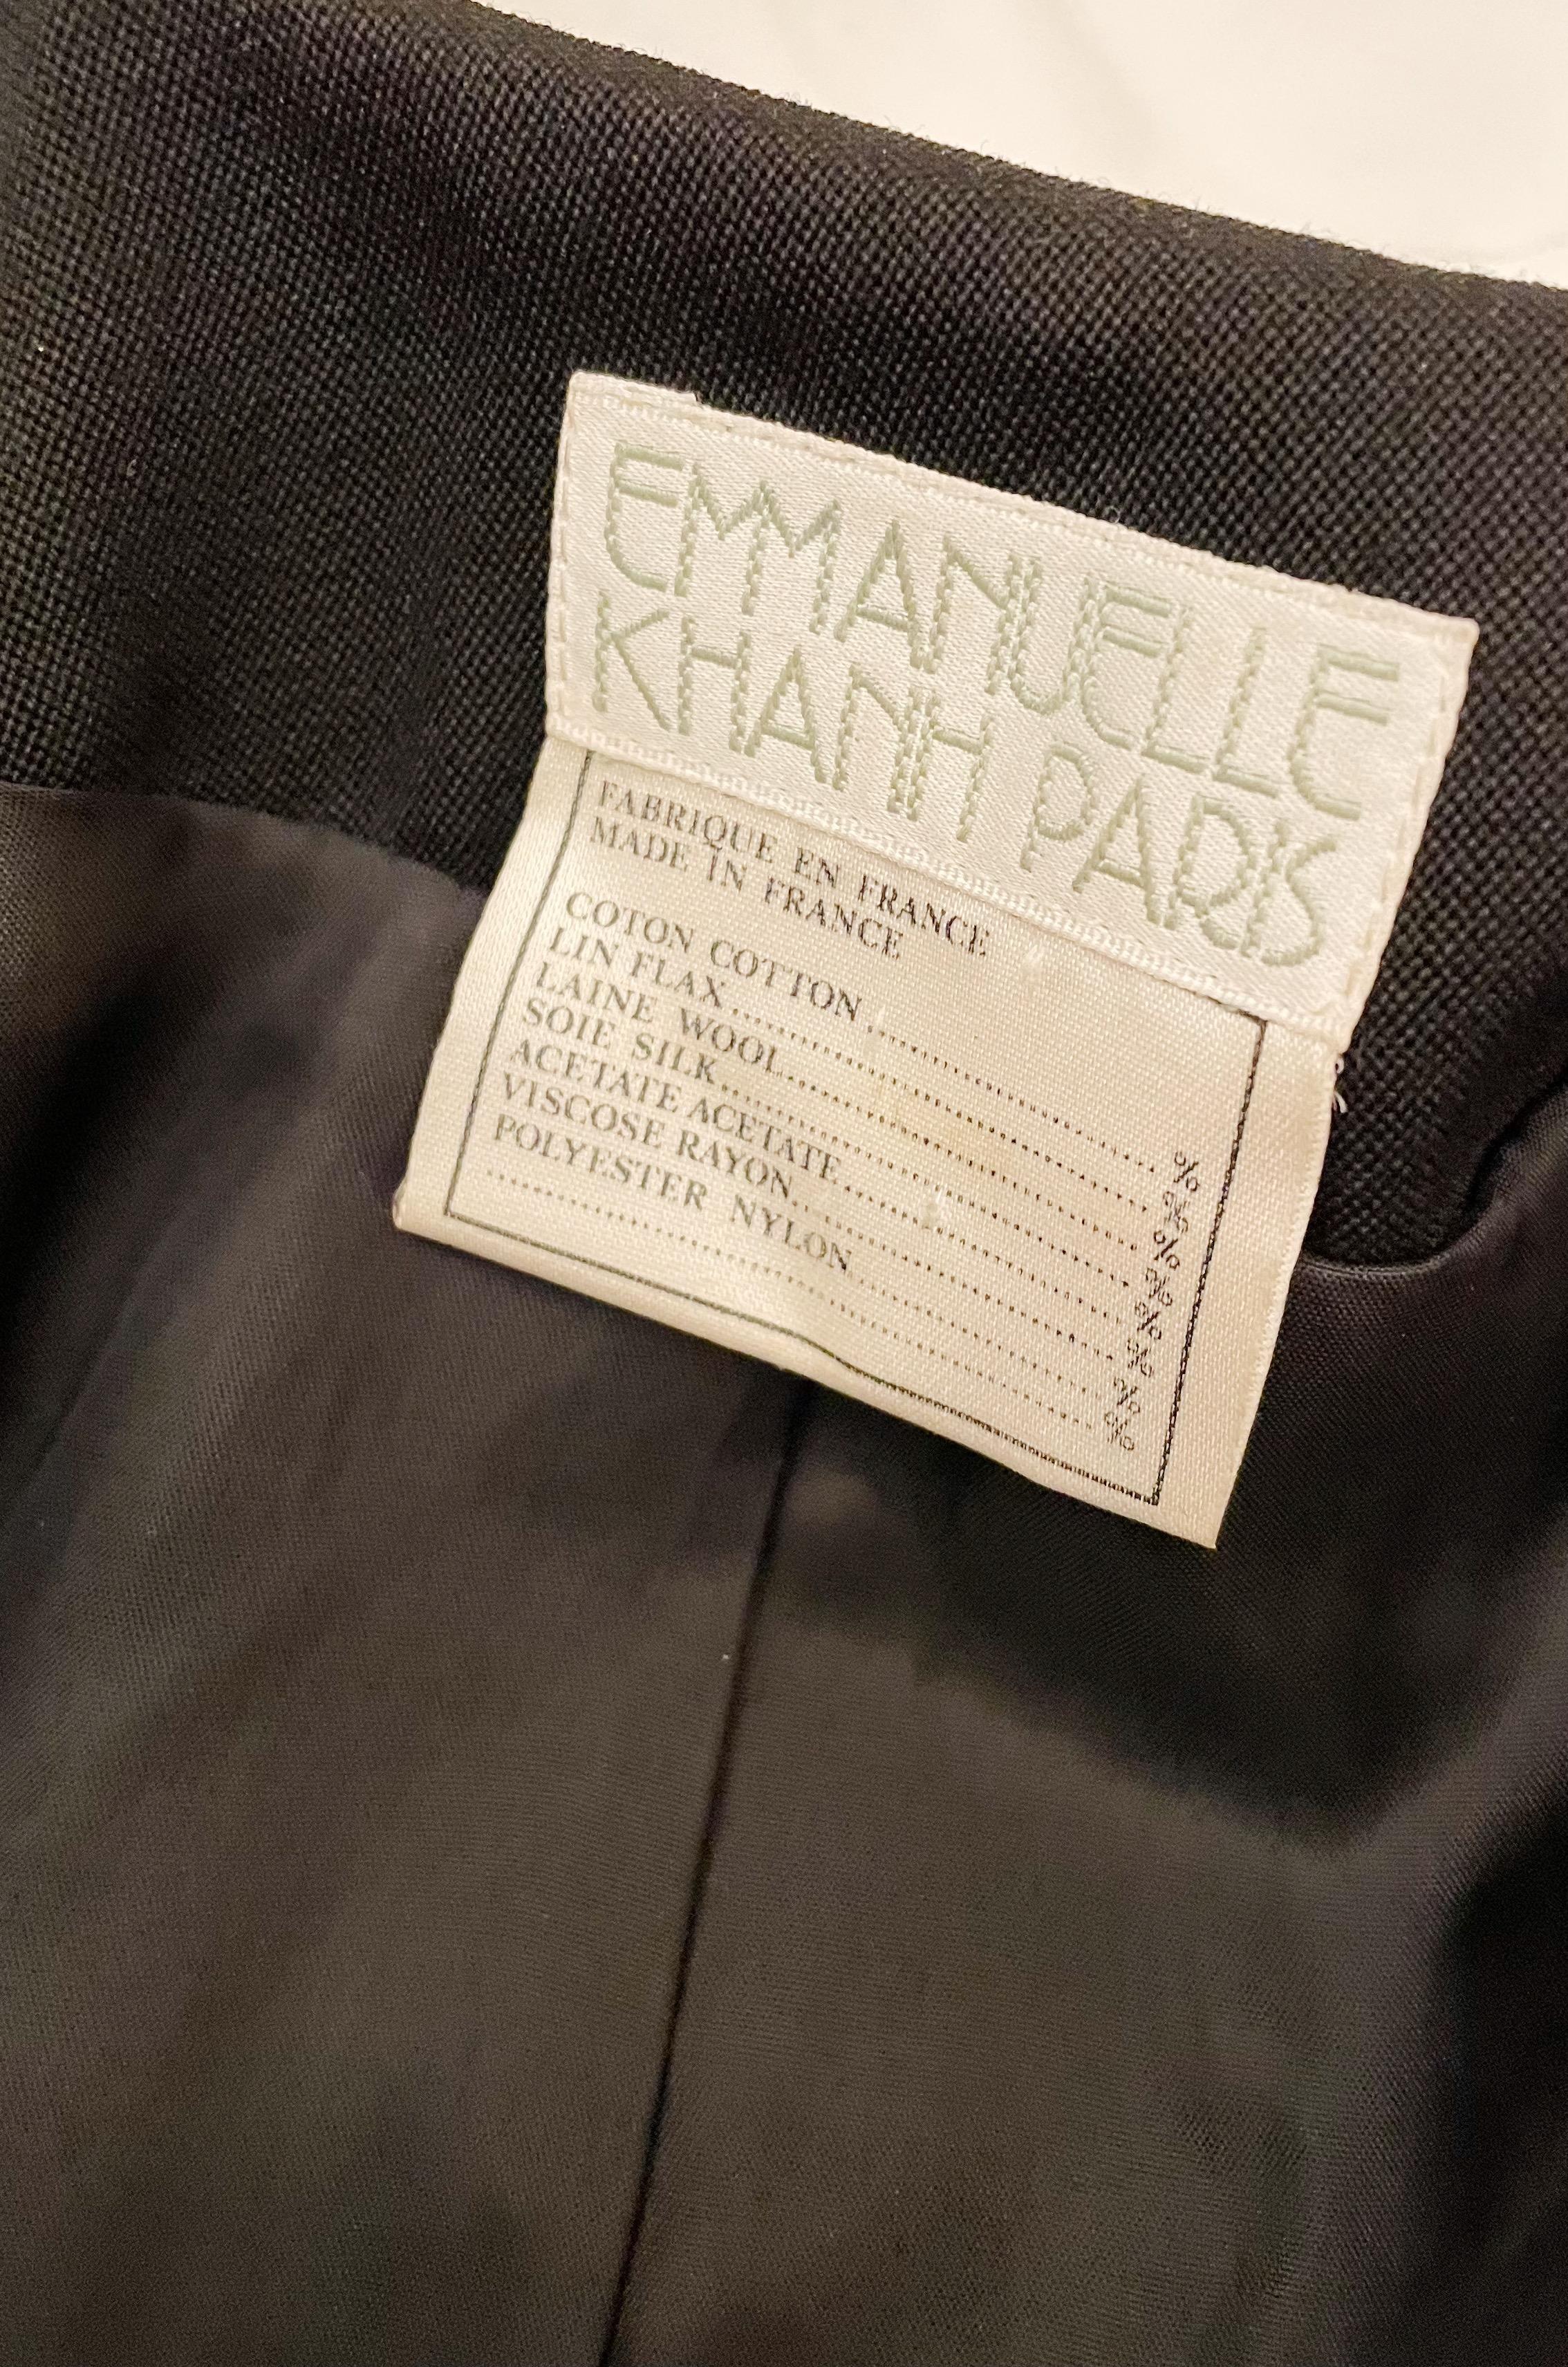 EMMANUELLE
KHANH PARIS
FABRIQUE EN FRANCE
MADE IN FRANCE
COTON COTTON.....................%
LIN FLAX.....................%
LAINE WOOL.....................%
SOIE SILK.....................%
ACETATE ACETATE.....................%
VISCOSE RAYON.....................%
POLYESTER NYLON.....................%
.....................%